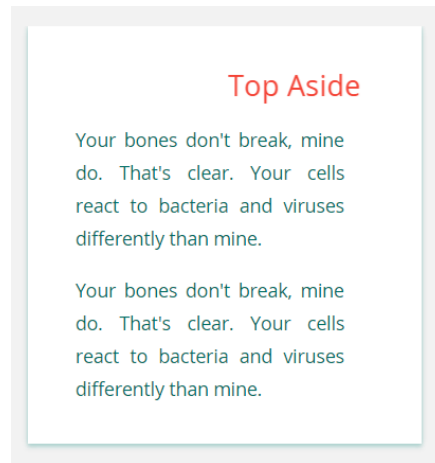 Top Aside
Your bones don't break, mine
do. That's clear. Your cells
react to bacteria and viruses
differently than mine.
Your bones don't break, mine
do. That's clear. Your cells
react to bacteria and viruses
differently than mine.